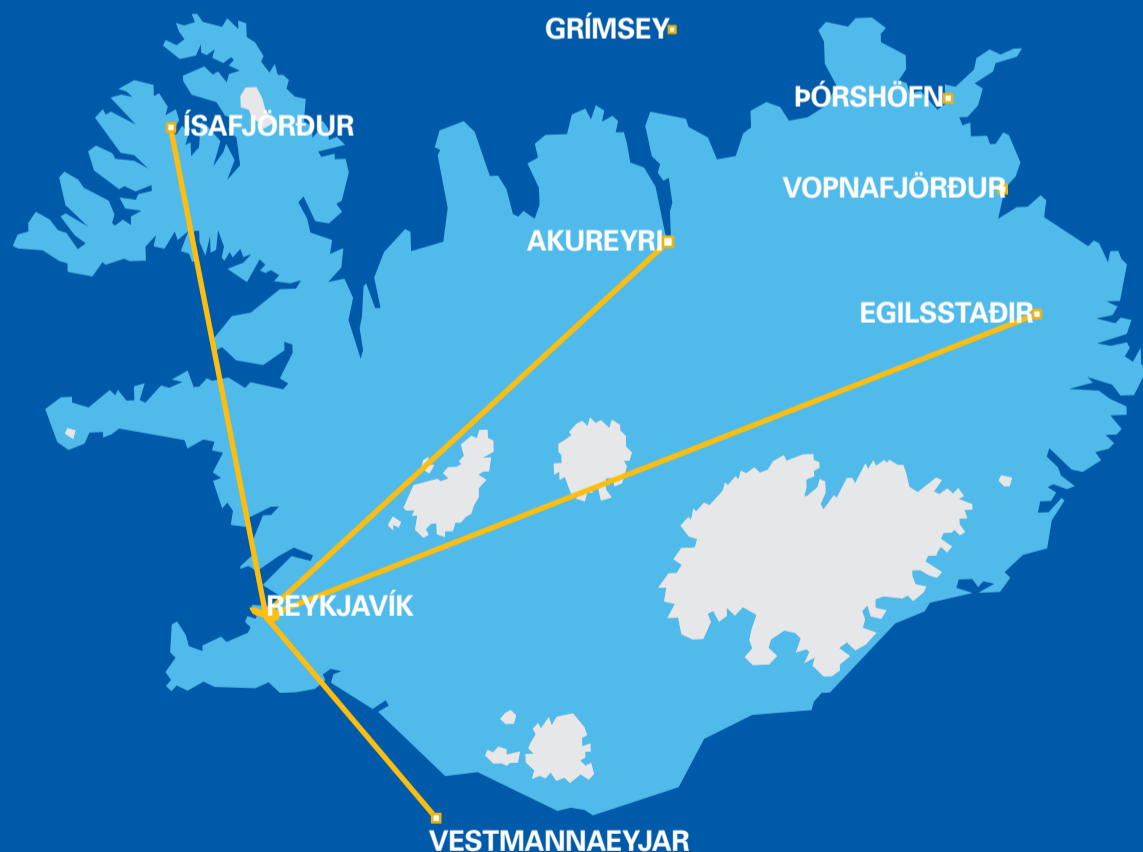 GRÍMSEY
ÞÓRSHÖFN
ÍSAFJÖRÐUR
VOPNAFJÖRÐUR
AKUREYRI
EGILSSTAÐIR
REYKJAVÍK
VESTMANNAEYJAR